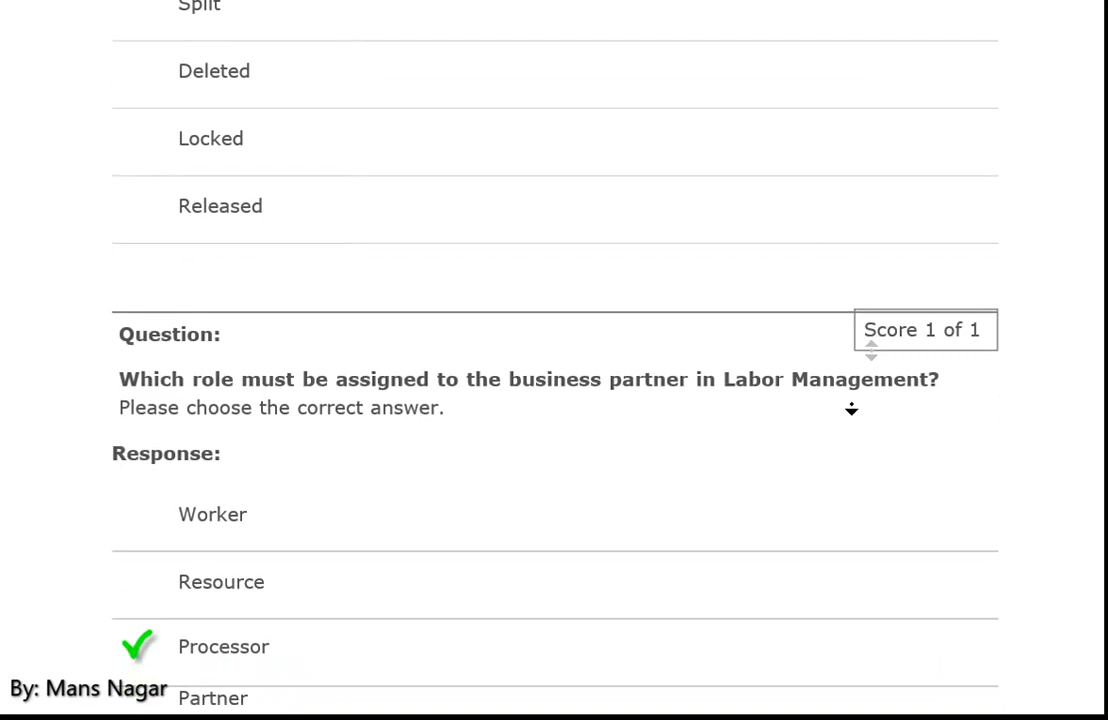 Split
Deleted
Locked
Released
Score 1 of 1
Question:
Which role must be assigned to the business partner in Labor Management?
Please choose the correct answer.
Response:
Worker
Resource
Processor
By: Mans Nagar
Partner